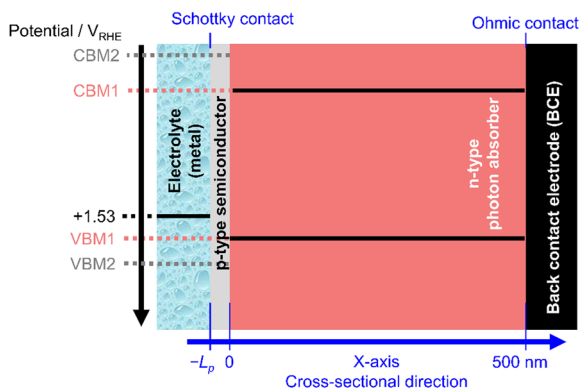 Schottky contact
Ohmic contact
Potential / V_RHE
CBM2
CBM1
+1.53
VBM1
VBM2
Electrolyte
(metal)
p-type semiconductor
n-type
photon absorber
Back contact electrode (BCE)
−L_p
0
X-axis
500 nm
Cross-sectional direction